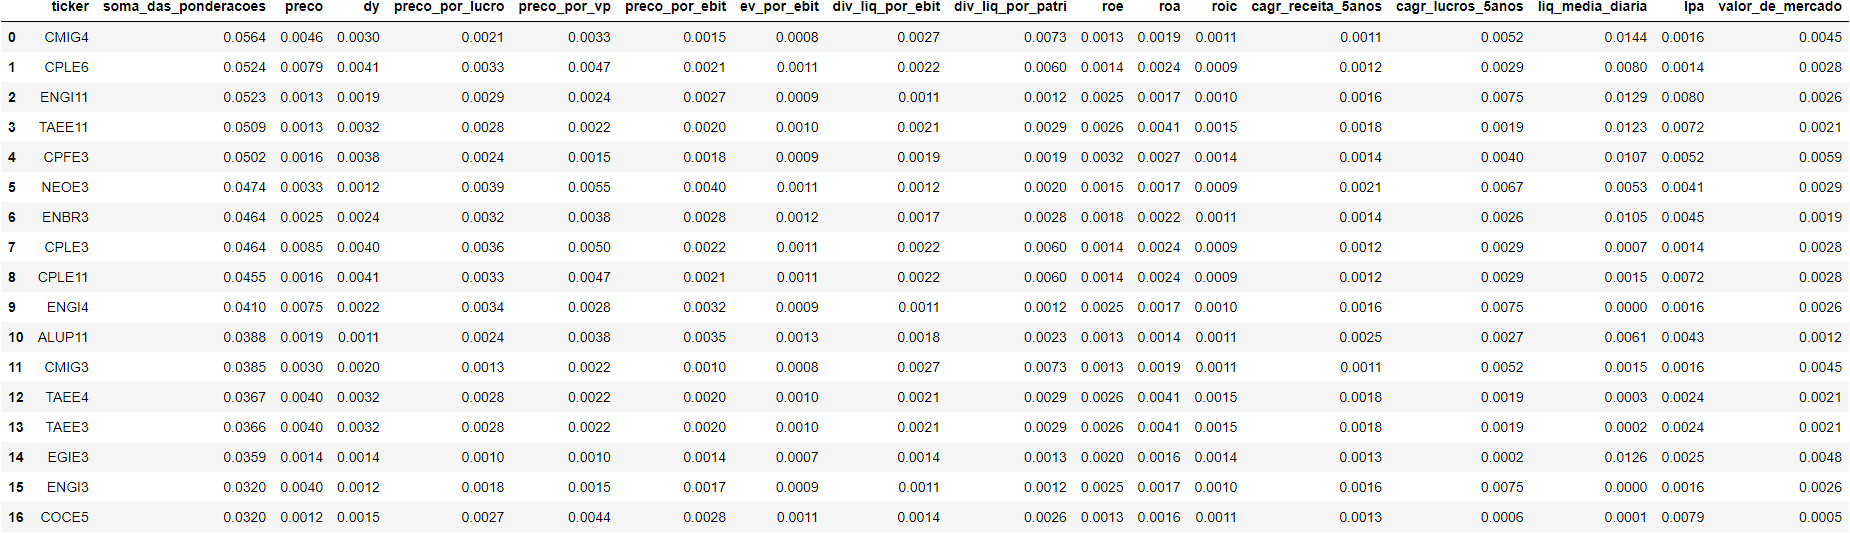 ticker soma_das_ponderacoes preco dy preco_por_lucro preco_por_vp preco_por_ebit ev_por_ebit div_liq_por_ebit div_liq_por_patri roe roa roic cagr_receita_5anos cagr_lucros_5anos liq_media_diaria lpa valor_de_mercado
0 CMIG4 0.0564 0.0046 0.0030 0.0021 0.0033 0.0015 0.0008 0.0027 0.0073 0.0013 0.0019 0.0011 0.0011 0.0052 0.0144 0.0016 0.0045
1 CPLE6 0.0524 0.0079 0.0041 0.0033 0.0047 0.0021 0.0011 0.0022 0.0060 0.0014 0.0024 0.0009 0.0012 0.0029 0.0080 0.0014 0.0028
2 ENGI11 0.0523 0.0013 0.0019 0.0029 0.0024 0.0027 0.0009 0.0011 0.0012 0.0025 0.0017 0.0010 0.0016 0.0075 0.0129 0.0080 0.0026
3 TAEE11 0.0509 0.0013 0.0032 0.0028 0.0022 0.0020 0.0010 0.0021 0.0029 0.0026 0.0041 0.0015 0.0018 0.0019 0.0123 0.0072 0.0021
4 CPFE3 0.0502 0.0016 0.0038 0.0024 0.0015 0.0018 0.0009 0.0019 0.0019 0.0032 0.0027 0.0014 0.0014 0.0040 0.0107 0.0052 0.0059
5 NEOE3 0.0474 0.0033 0.0012 0.0039 0.0055 0.0040 0.0011 0.0012 0.0020 0.0015 0.0017 0.0009 0.0021 0.0067 0.0053 0.0041 0.0029
6 ENBR3 0.0464 0.0025 0.0024 0.0032 0.0038 0.0028 0.0012 0.0017 0.0028 0.0018 0.0022 0.0011 0.0014 0.0026 0.0105 0.0045 0.0019
7 CPLE3 0.0464 0.0085 0.0040 0.0036 0.0050 0.0022 0.0011 0.0022 0.0060 0.0014 0.0024 0.0009 0.0012 0.0029 0.0007 0.0014 0.0028
8 CPLE11 0.0455 0.0016 0.0041 0.0033 0.0047 0.0021 0.0011 0.0022 0.0060 0.0014 0.0024 0.0009 0.0012 0.0029 0.0015 0.0072 0.0028
9 ENGI4 0.0410 0.0075 0.0022 0.0034 0.0028 0.0032 0.0009 0.0011 0.0012 0.0025 0.0017 0.0010 0.0016 0.0075 0.0000 0.0016 0.0026
10 ALUP11 0.0388 0.0019 0.0011 0.0024 0.0038 0.0035 0.0013 0.0018 0.0023 0.0013 0.0014 0.0011 0.0025 0.0027 0.0061 0.0043 0.0012
11 CMIG3 0.0385 0.0030 0.0020 0.0013 0.0022 0.0010 0.0008 0.0027 0.0073 0.0013 0.0019 0.0011 0.0011 0.0052 0.0015 0.0016 0.0045
12 TAEE4 0.0367 0.0040 0.0032 0.0028 0.0022 0.0020 0.0010 0.0021 0.0029 0.0026 0.0041 0.0015 0.0018 0.0019 0.0003 0.0024 0.0021
13 TAEE3 0.0366 0.0040 0.0032 0.0028 0.0022 0.0020 0.0010 0.0021 0.0029 0.0026 0.0041 0.0015 0.0018 0.0019 0.0002 0.0024 0.0021
14 EGIE3 0.0359 0.0014 0.0014 0.0010 0.0010 0.0014 0.0007 0.0014 0.0013 0.0020 0.0016 0.0014 0.0013 0.0002 0.0126 0.0025 0.0048
15 ENGI3 0.0320 0.0040 0.0012 0.0018 0.0015 0.0017 0.0009 0.0011 0.0012 0.0025 0.0017 0.0010 0.0016 0.0075 0.0000 0.0016 0.0026
16 COCE5 0.0320 0.0012 0.0015 0.0027 0.0044 0.0028 0.0011 0.0014 0.0026 0.0013 0.0016 0.0011 0.0013 0.0006 0.0001 0.0079 0.0005